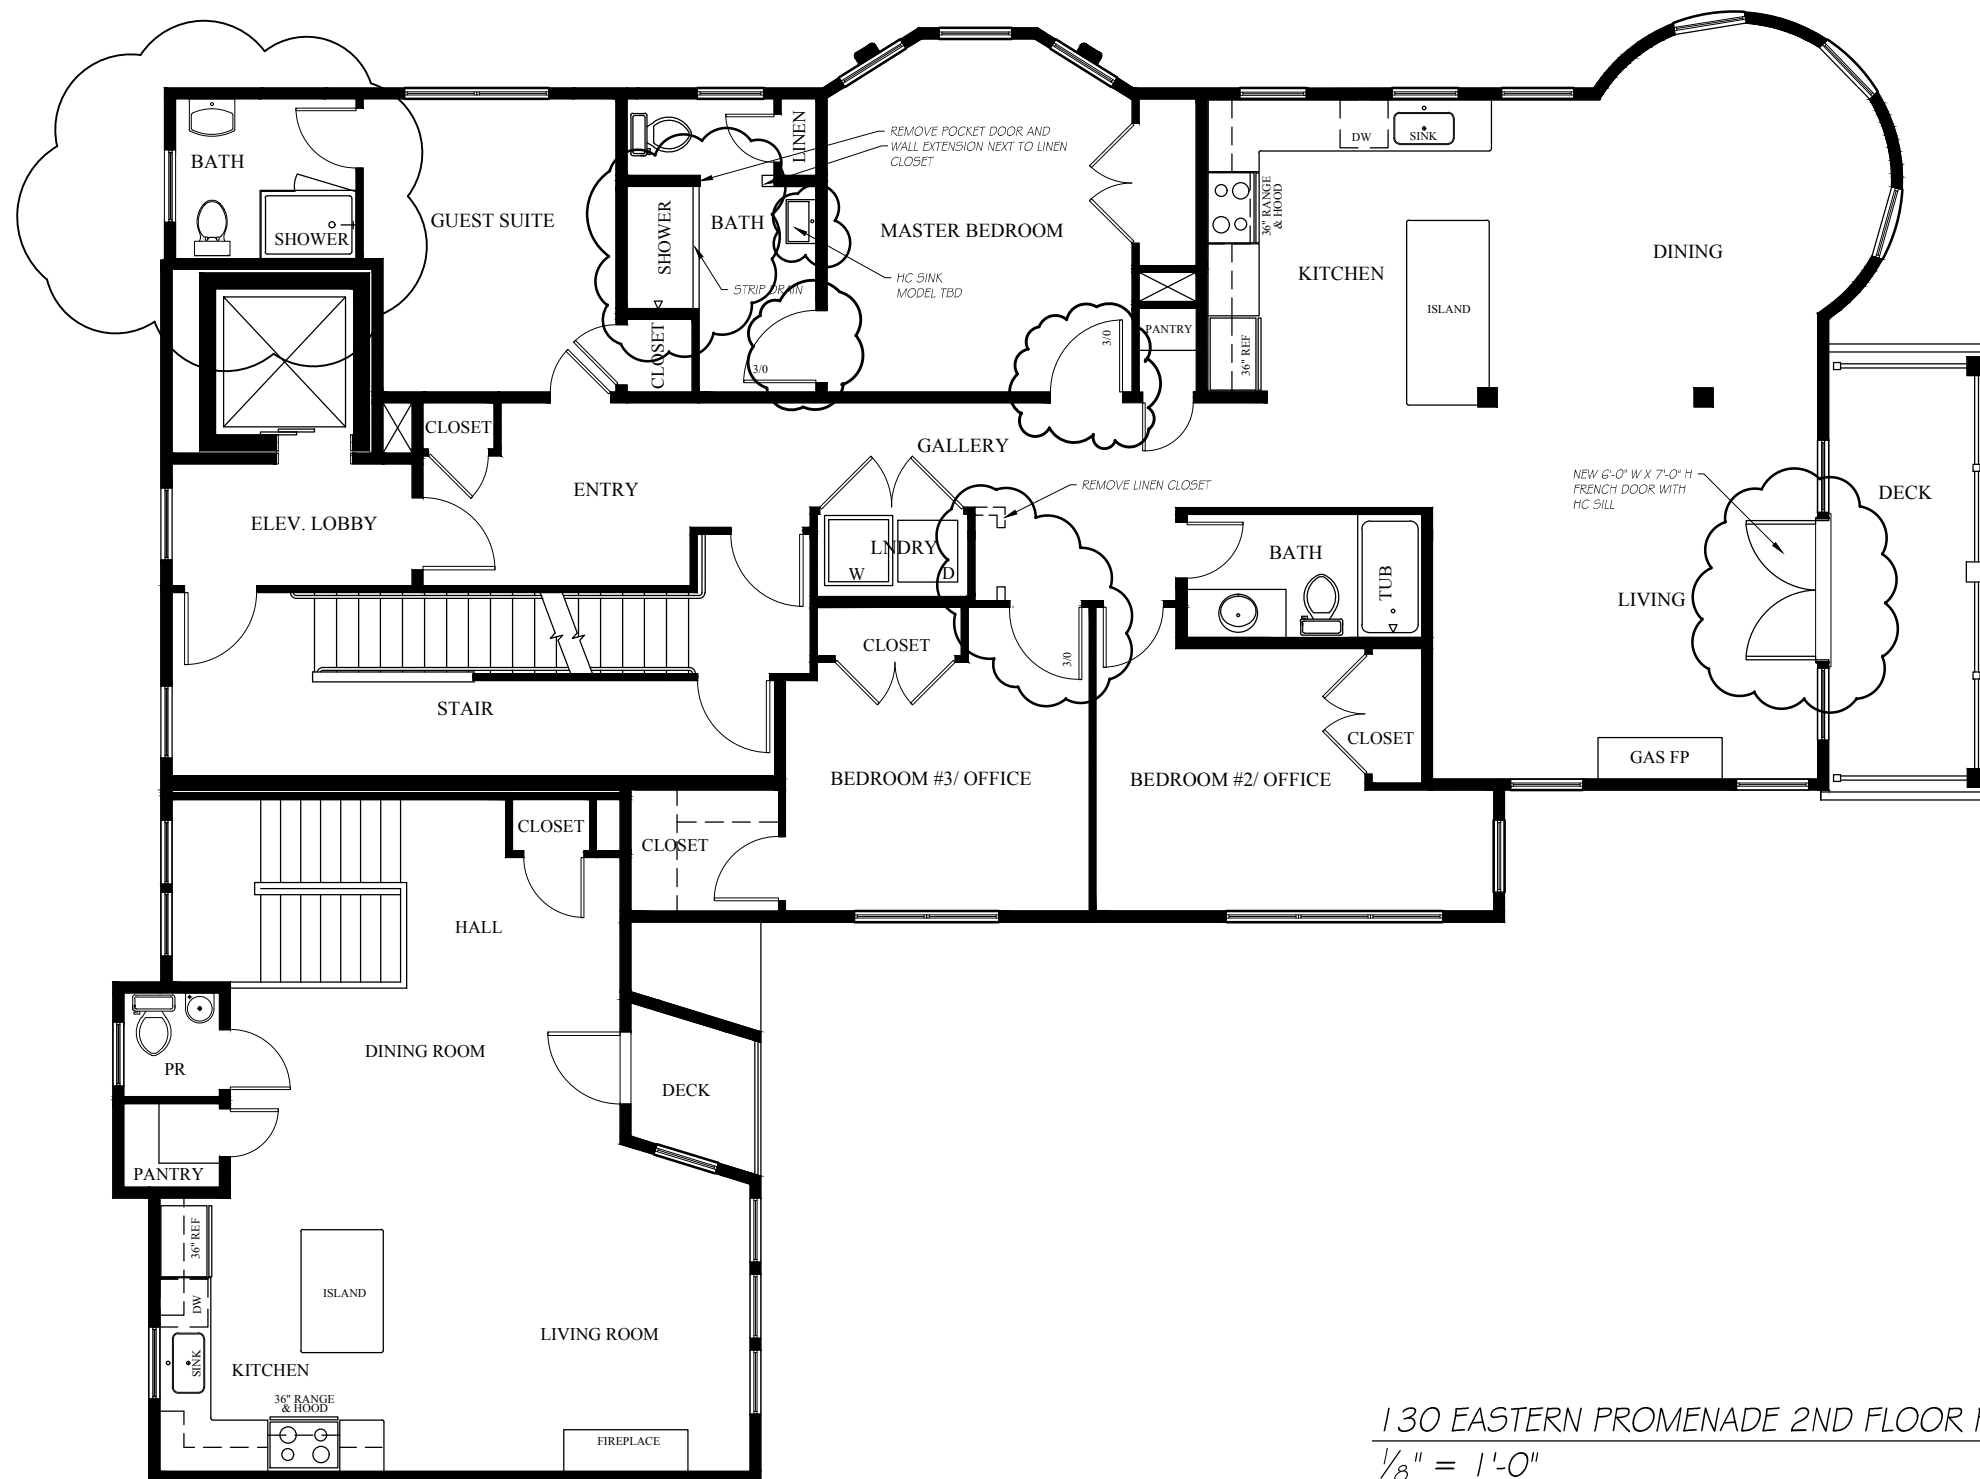 BATH
SHOWER
GUEST SUITE
LINEN
REMOVE POCKET DOOR AND
WALL EXTENSION NEXT TO LINEN
CLOSET
SHOWER
BATH
STRIP DRAIN
HC SINK
MODEL TBD
CLOSET
3/0
MASTER BEDROOM
3/0
PANTRY
DW
SINK
36" RANGE
& HOOD
KITCHEN
ISLAND
36" REF
DINING
CLOSET
GALLERY
ENTRY
ELEV. LOBBY
REMOVE LINEN CLOSET
LNDRY
W
D
BATH
TUB
NEW 6'-0" W X 7'-0" H
FRENCH DOOR WITH
HC SILL
DECK
LIVING
CLOSET
3/0
STAIR
CLOSET
GAS FP
BEDROOM #3/ OFFICE
BEDROOM #2/ OFFICE
CLOSET
CLOSET
HALL
DINING ROOM
PR
DECK
PANTRY
36" REF
DW
ISLAND
SINK
LIVING ROOM
KITCHEN
36" RANGE
& HOOD
FIREPLACE
130 EASTERN PROMENADE 2ND FLOOR
1/8" = 1'-0"